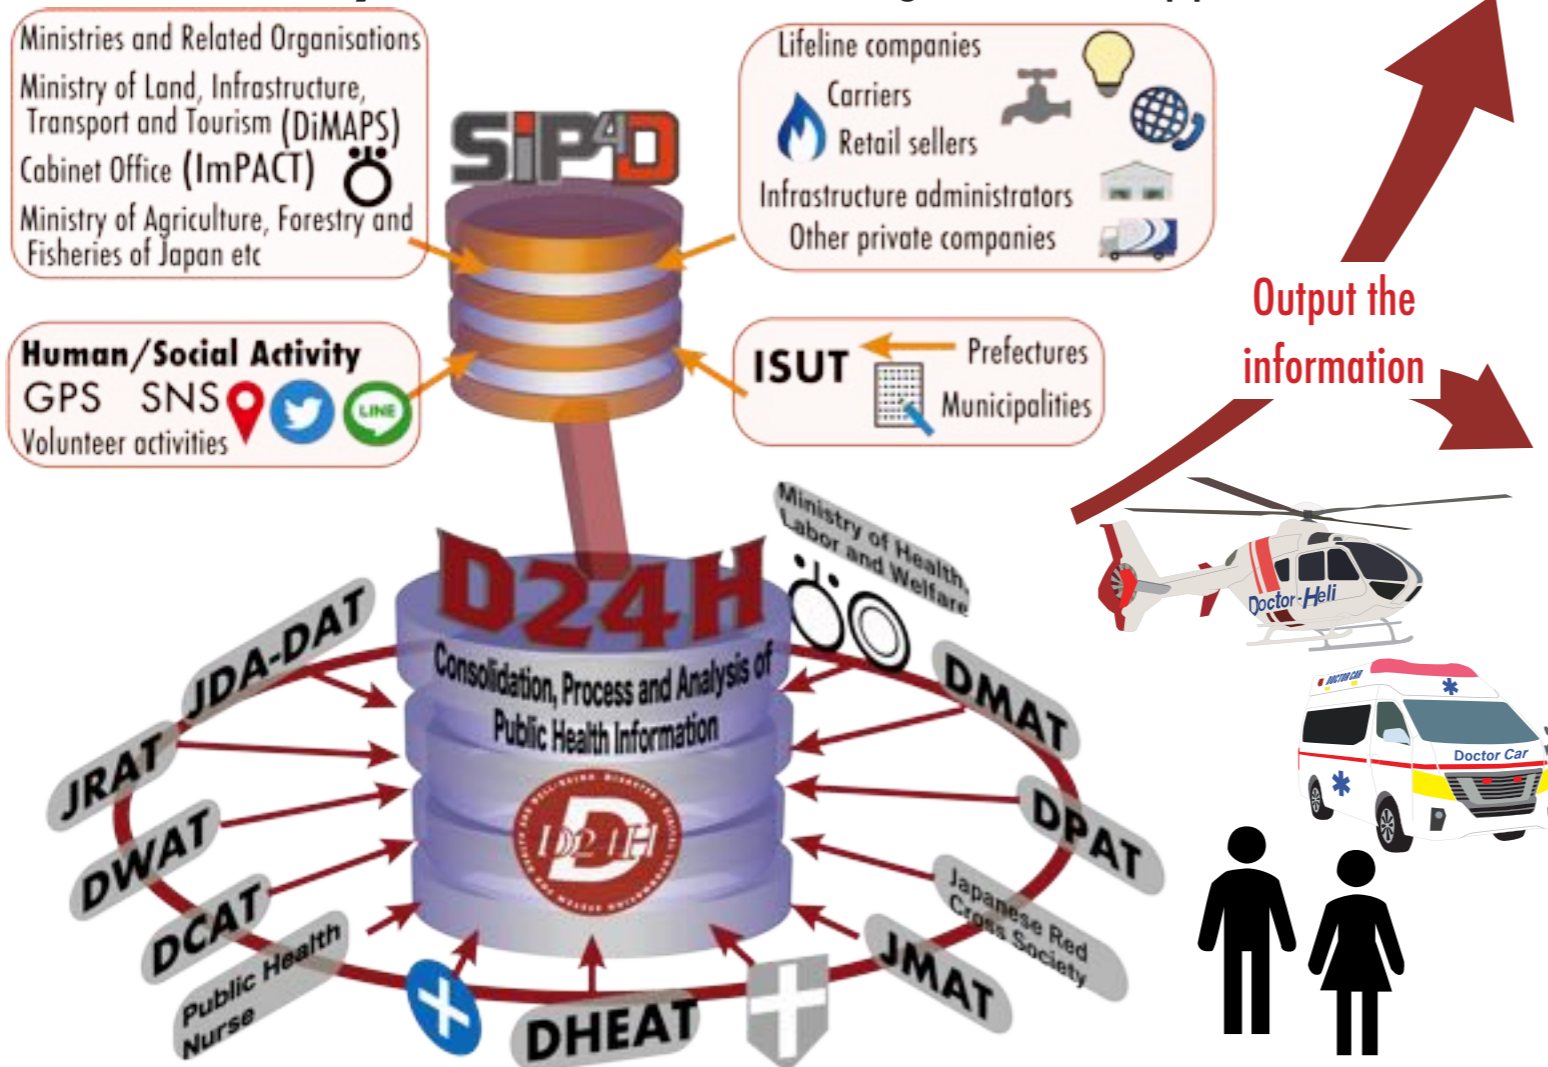 Ministries and Related Organisations
Ministry of Land, Infrastructure,
Transport and Tourism (DiMAPS)
Cabinet Office (ImPACT)
Ministry of Agriculture, Forestry and
Fisheries of Japan etc
SiP4D
Lifeline companies
Carriers
Retail sellers
Infrastructure administrators
Other private companies
Human/Social Activity
GPS SNS
LINE
Volunteer activities
ISUT
Prefectures
Municipalities
Output the
information
D24H
Consolidation, Process and Analysis of
Public Health Information
D
D24H
Ministry of Health,
Labor and Welfare
JDA-DAT
JRAT
DWAT
DCAT
Public Health
Nurse
DHEAT
JMAT
Japanese Red
Cross Society
DPAT
DMAT
Doctor-Heli
DOCTOR CAR
Doctor Car